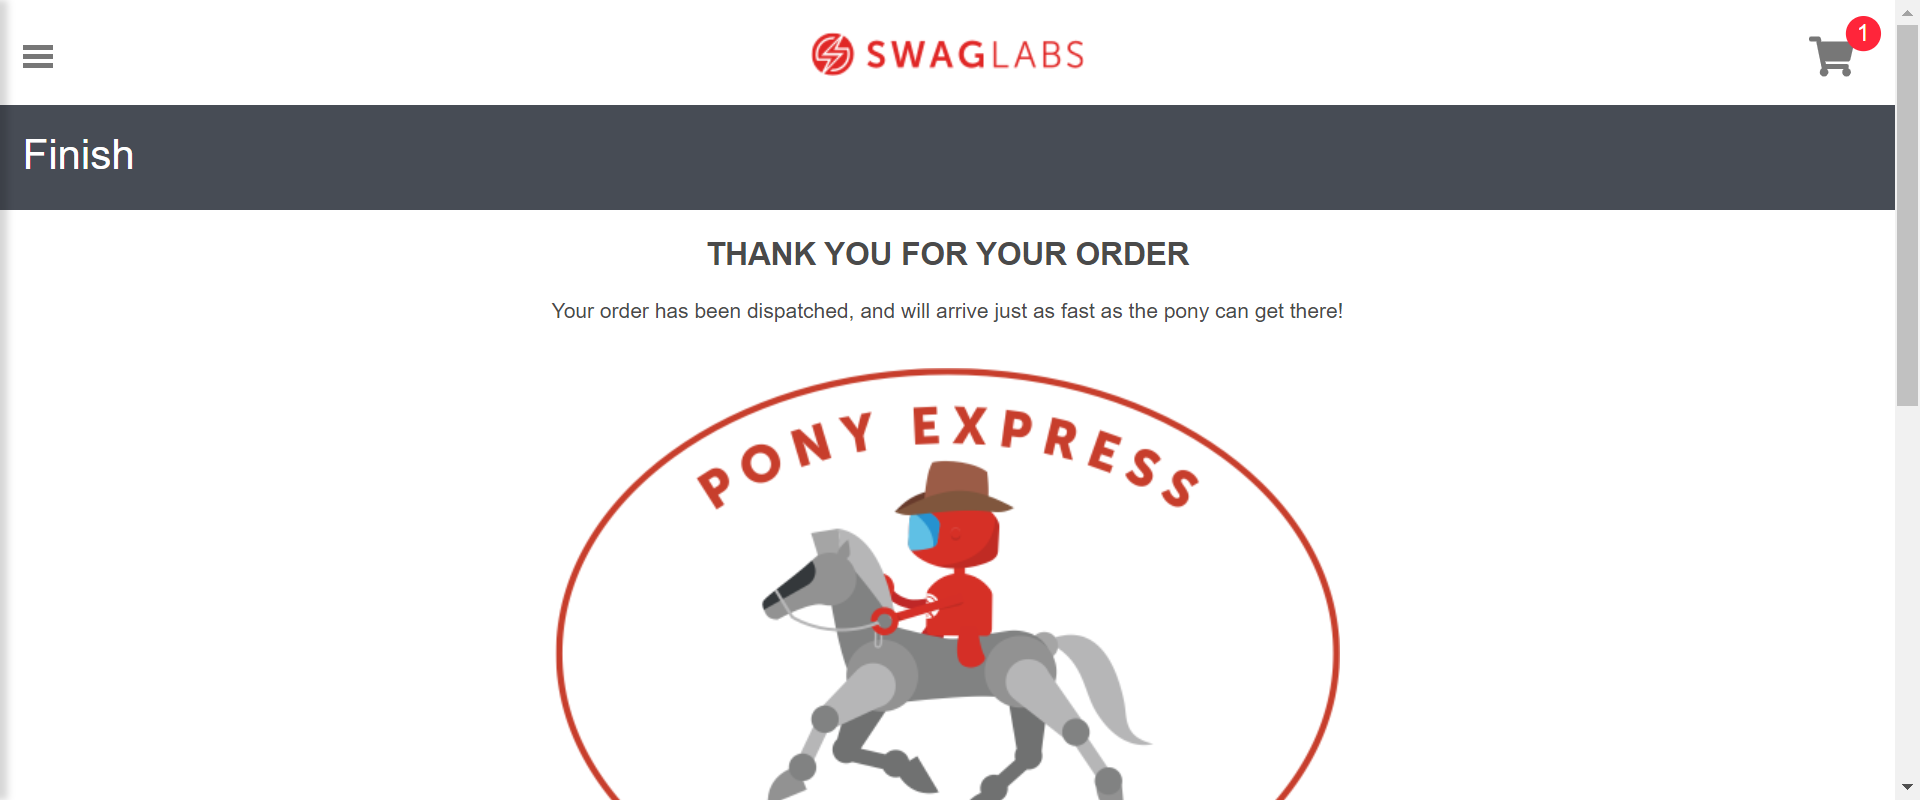 SWAGLABS
1
Finish
THANK YOU FOR YOUR ORDER
Your order has been dispatched, and will arrive just as fast as the pony can get there!
PONY EXPRESS